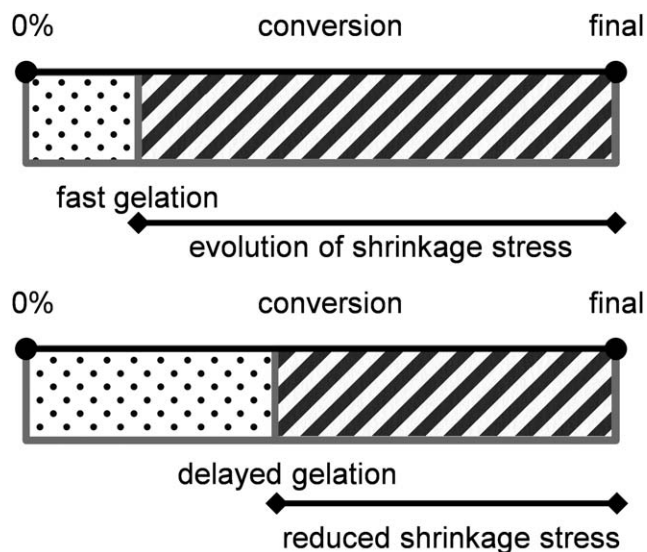 0% conversion final
fast gelation
evolution of shrinkage stress
0% conversion final
delayed gelation
reduced shrinkage stress